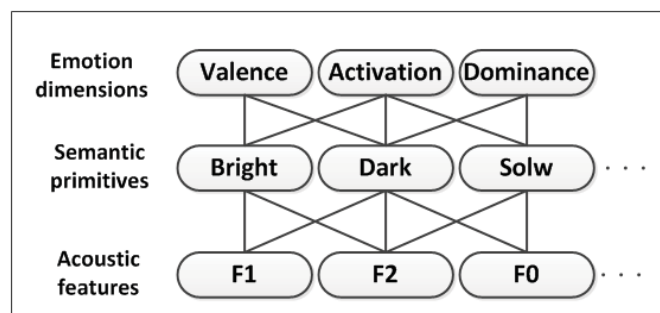 Emotion
dimensions
Valence
Activation
Dominance
Semantic
primitives
Bright
Dark
Solw
· · ·
Acoustic
features
F1
F2
F0
· · ·